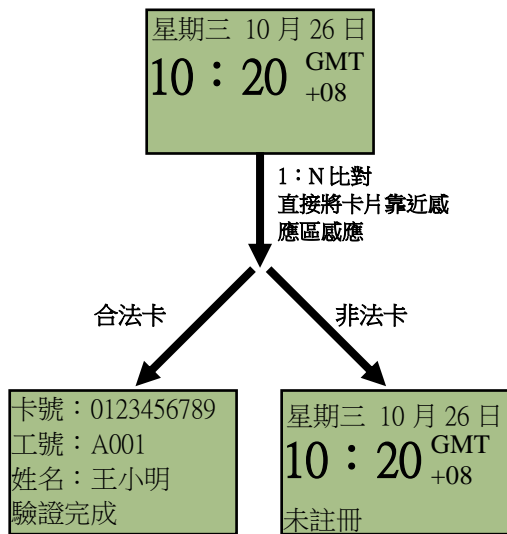 星期三 10 月 26 日
10：20 GMT
+08
1：N 比對
直接將卡片靠近感
應區感應
合法卡
非法卡
卡號：0123456789
工號：A001
姓名：王小明
驗證完成
星期三 10 月 26 日
10：20 GMT
+08
未註冊